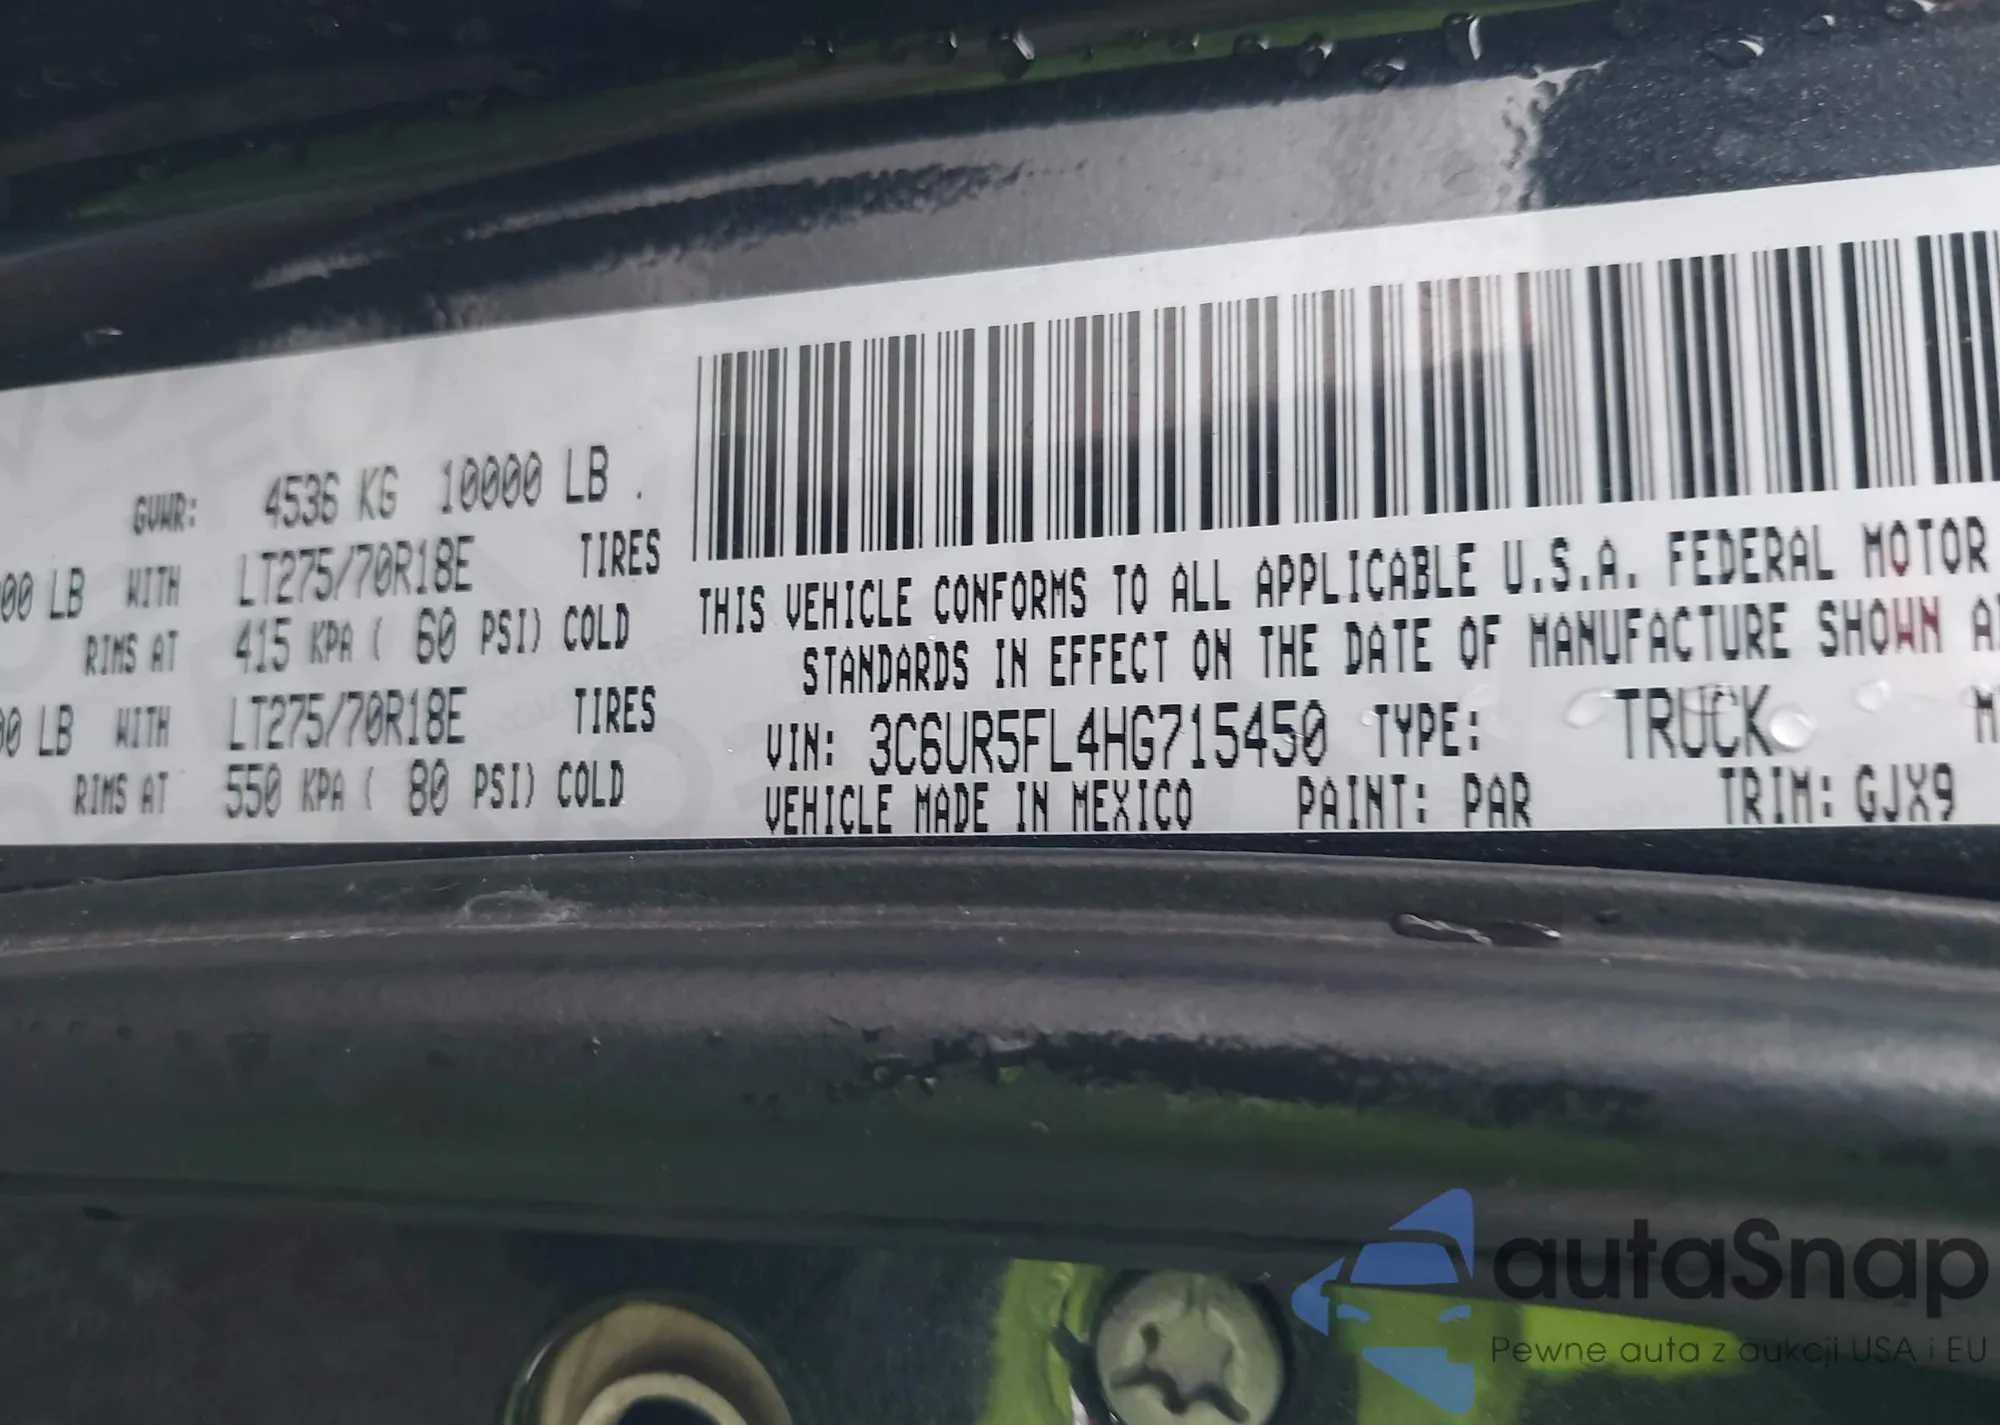 GVWR: 4536 KG 10000 LB .
00 LB WITH LT275/70R18E TIRES
RIMS AT 415 KPA ( 60 PSI) COLD
00 LB WITH LT275/70R18E TIRES
RIMS AT 550 KPA ( 80 PSI) COLD
THIS VEHICLE CONFORMS TO ALL APPLICABLE U.S.A. FEDERAL MOTOR
STANDARDS IN EFFECT ON THE DATE OF MANUFACTURE SHOWN
VIN: 3C6UR5FL4HG715450 TYPE: TRUCK
VEHICLE MADE IN MEXICO PAINT: PAR TRIM: GJX9
autaSnap
Pewne auta z aukcji USA i EU